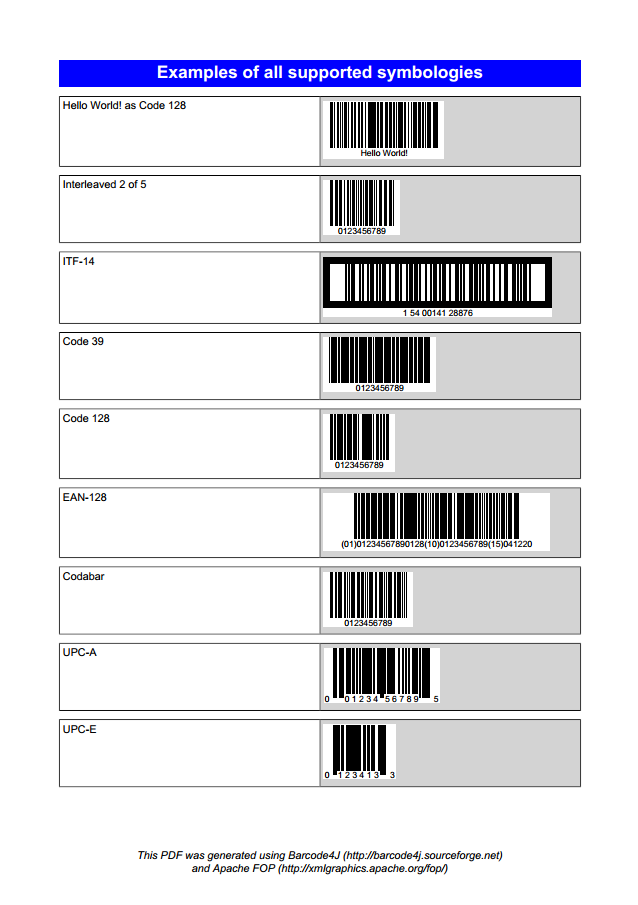 Examples of all supported symbologies
Hello World! as Code 128
Hello World!
Interleaved 2 of 5
0123456789
ITF-14
1 54 00141 28876
Code 39
0123456789
Code 128
0123456789
EAN-128
(01)01234567890128(10)0123456789(15)041220
Codabar
0123456789
UPC-A
0 01234 56789 5
UPC-E
0 123413 3
This PDF was generated using Barcode4J (http://barcode4j.sourceforge.net)
and Apache FOP (http://xmlgraphics.apache.org/fop/)